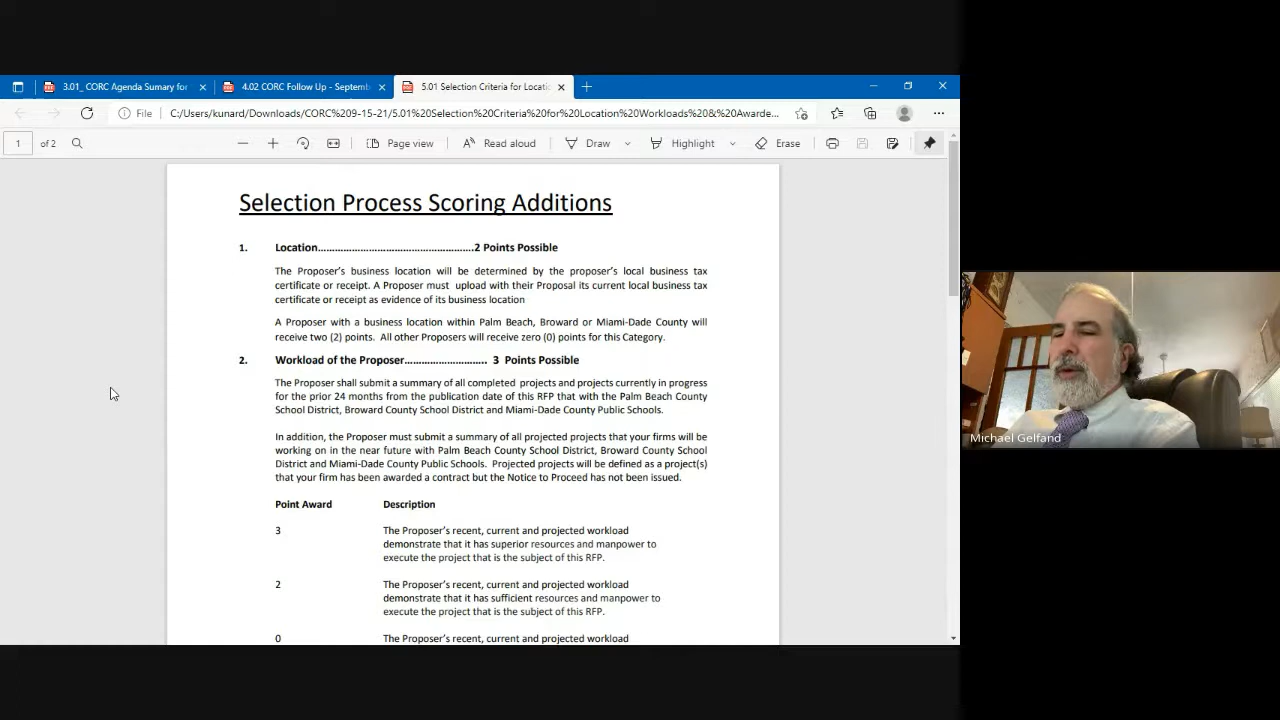 3.01_ CORC Agenda Sumary for
4.02 CORC Follow Up - Septemb
5.01 Selection Criteria for Locatio
File
C:/Users/kunard/Downloads/CORC%209-15-21/5.01%20Selection%20Criteria%20for%20Location%20Workloads%20&%20Awarde...
1 of 2
Page view
Read aloud
Draw
Highlight
Erase
Selection Process Scoring Additions
1. Location……………………………………….2 Points Possible
The Proposer's business location will be determined by the proposer's local business tax
certificate or receipt. A Proposer must upload with their Proposal its current local business tax
certificate or receipt as evidence of its business location
A Proposer with a business location within Palm Beach, Broward or Miami-Dade County will
receive two (2) points. All other Proposers will receive zero (0) points for this Category.
2. Workload of the Proposer……………………….. 3 Points Possible
The Proposer shall submit a summary of all completed projects and projects currently in progress
for the prior 24 months from the publication date of this RFP that with the Palm Beach County
School District, Broward County School District and Miami-Dade County Public Schools.
In addition, the Proposer must submit a summary of all projected projects that your firms will be
working on in the near future with Palm Beach County School District, Broward County School
District and Miami-Dade County Public Schools. Projected projects will be defined as a project(s)
that your firm has been awarded a contract but the Notice to Proceed has not been issued.
Point Award Description
3 The Proposer's recent, current and projected workload
demonstrate that it has superior resources and manpower to
execute the project that is the subject of this RFP.
2 The Proposer's recent, current and projected workload
demonstrate that it has sufficient resources and manpower to
execute the project that is the subject of this RFP.
0 The Proposer's recent, current and projected workload
Michael Gelfand